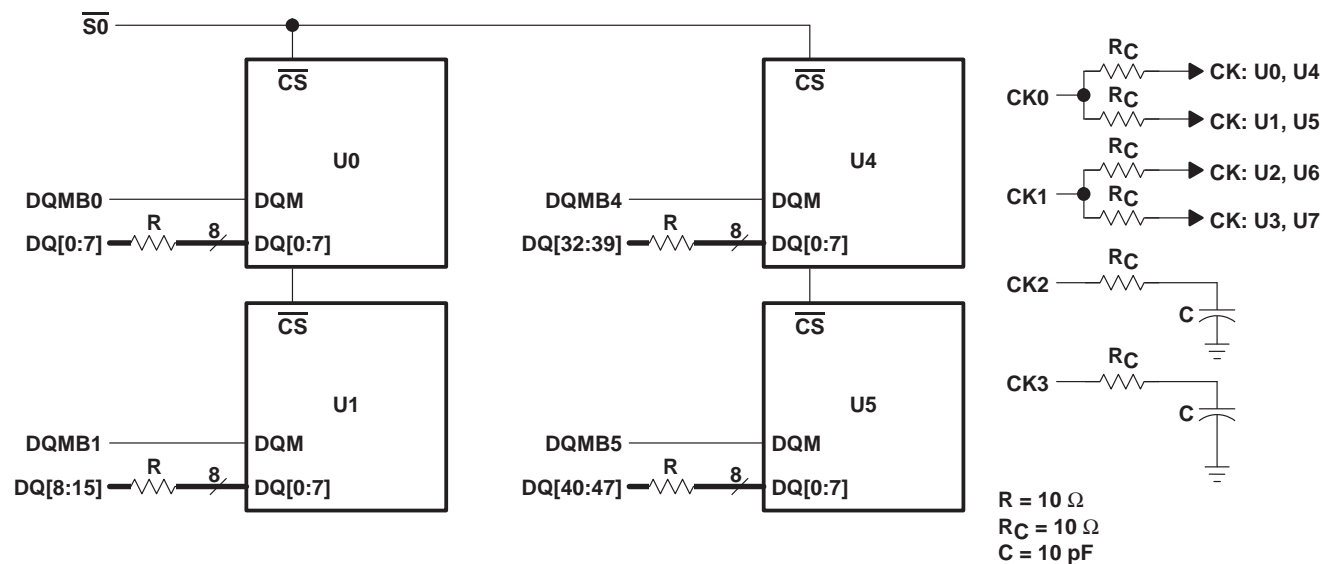 S0
CS
U0
DQMB0
DQM
R
8
DQ[0:7]
DQ[0:7]
CS
U4
DQMB4
DQM
R
8
DQ[32:39]
DQ[0:7]
CS
U1
DQMB1
DQM
R
8
DQ[8:15]
DQ[0:7]
CS
U5
DQMB5
DQM
R
8
DQ[40:47]
DQ[0:7]
RC
CK: U0, U4
CK0
RC
CK: U1, U5
RC
CK: U2, U6
CK1
RC
CK: U3, U7
RC
CK2
C
RC
CK3
C
R = 10 Ω
RC = 10 Ω
C = 10 pF